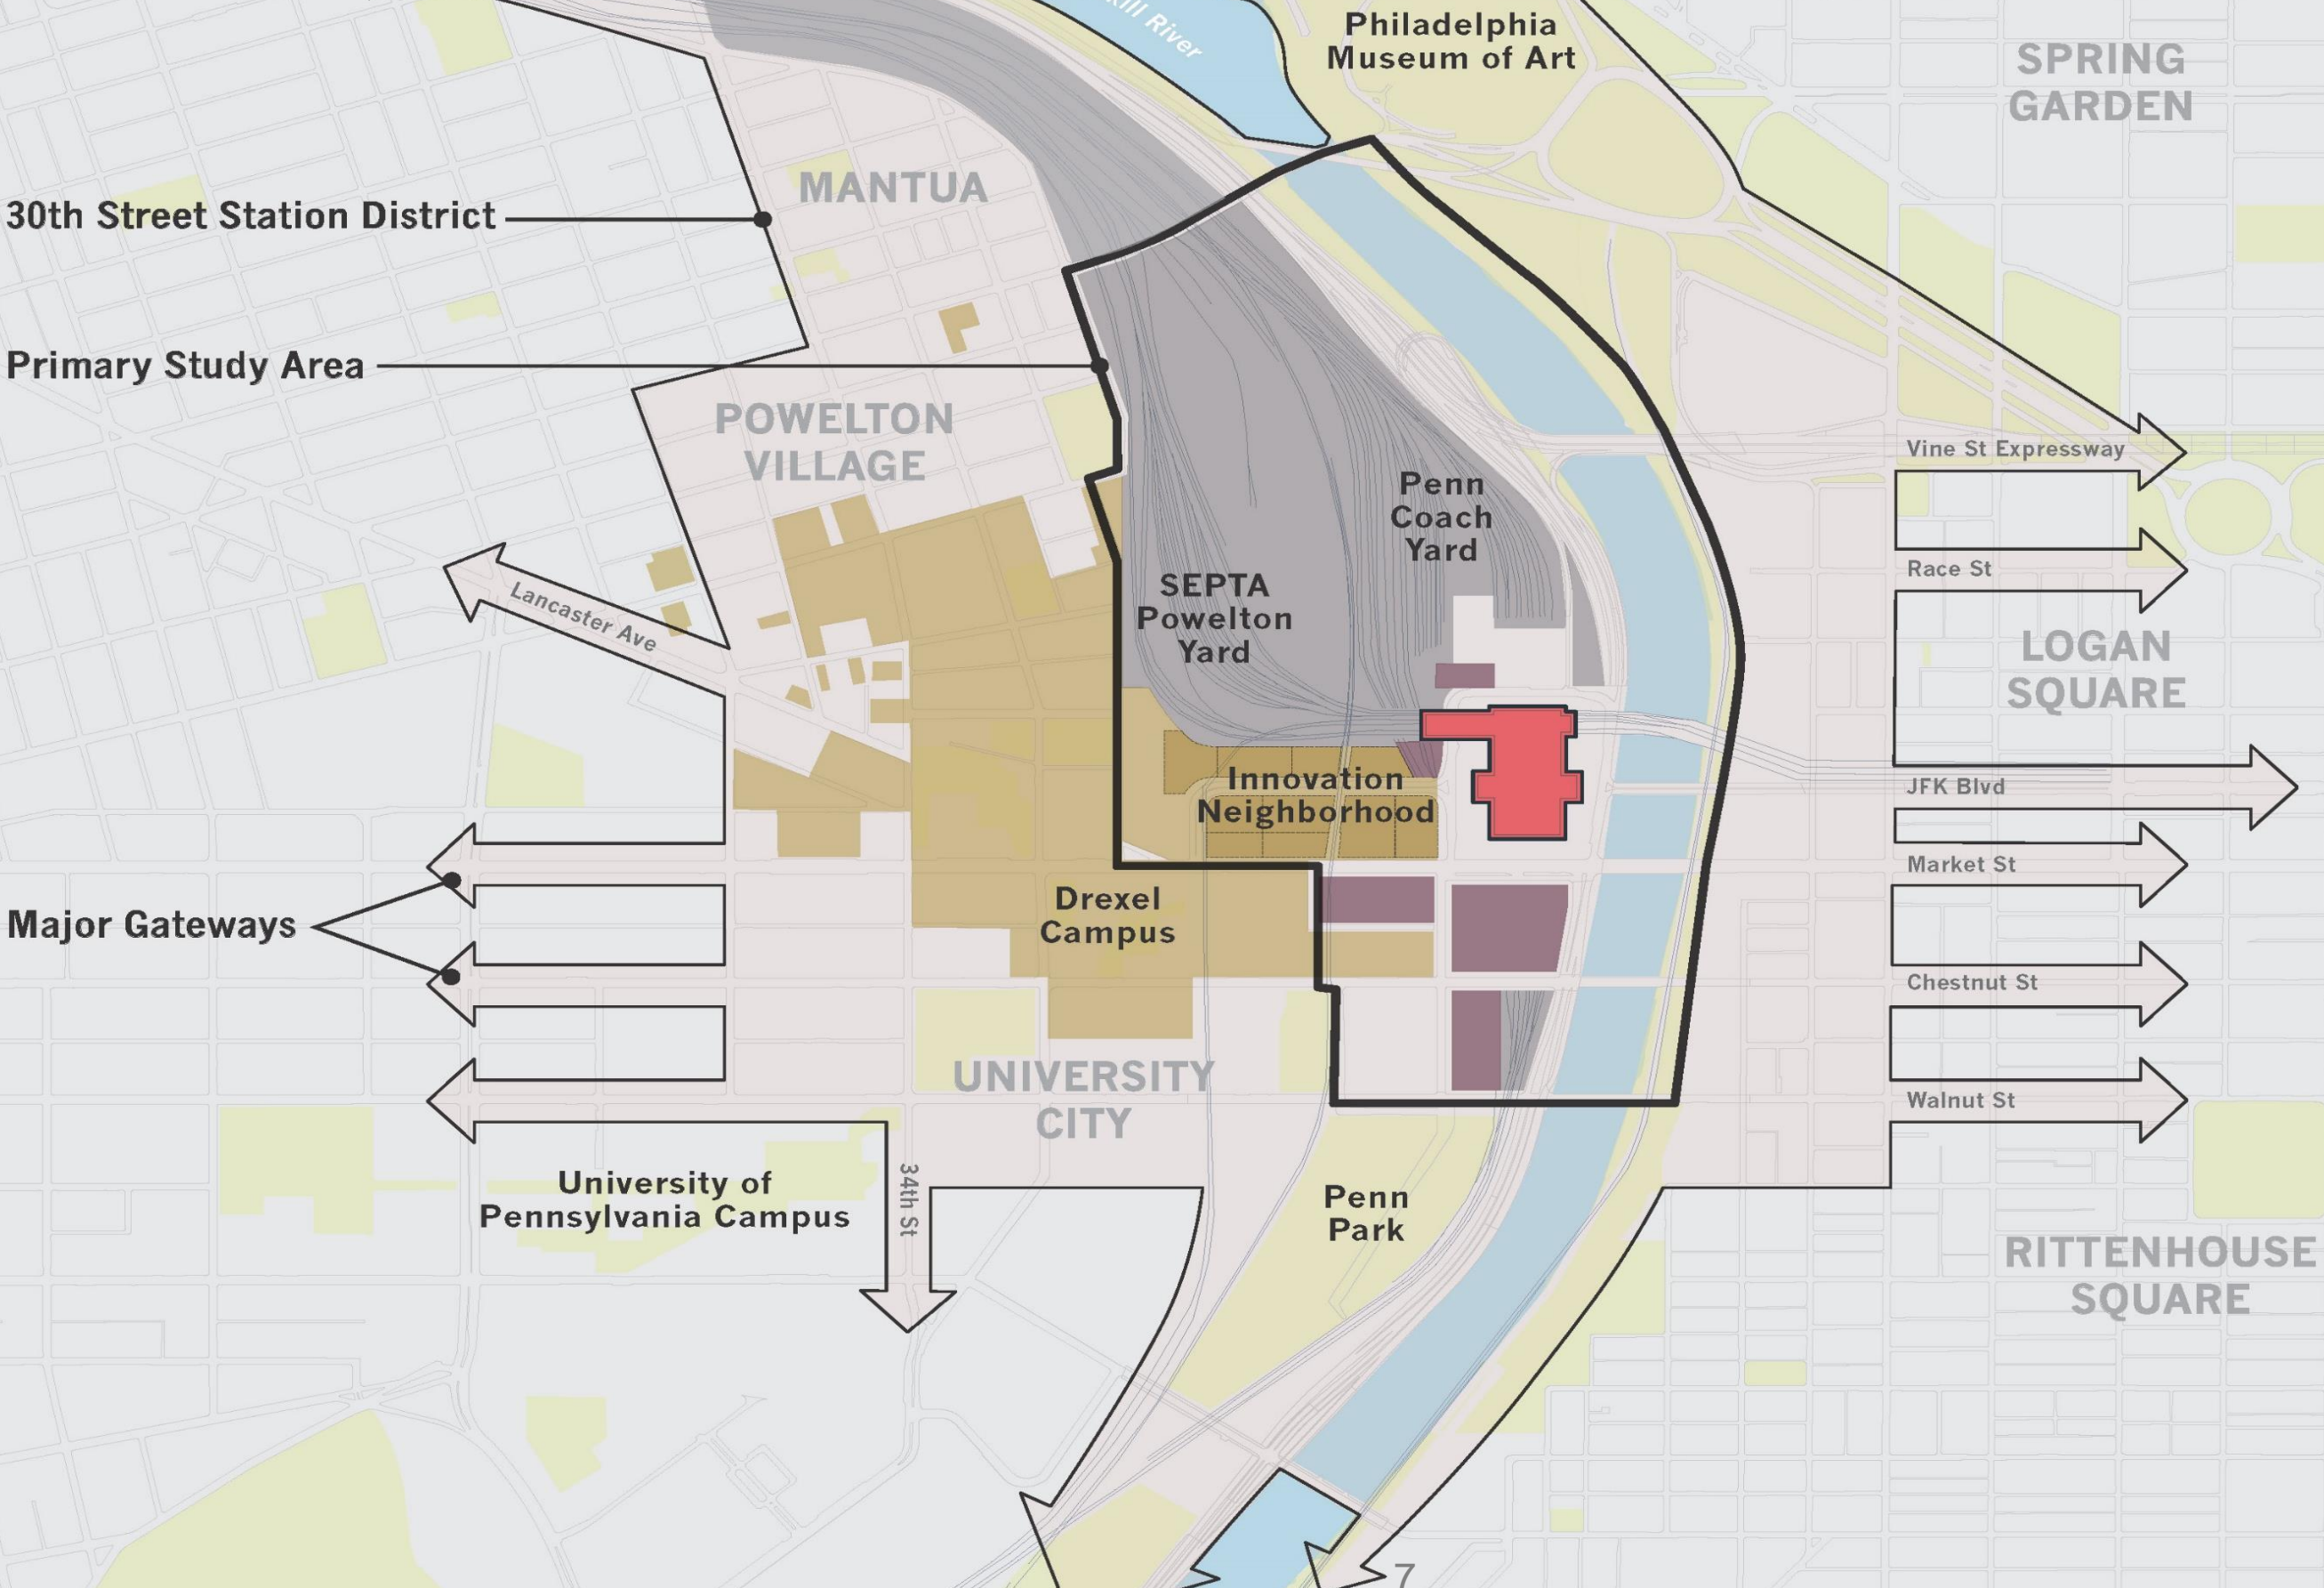 kill River
Philadelphia
Museum of Art
SPRING
GARDEN
MANTUA
30th Street Station District
Primary Study Area
POWELTON
VILLAGE
Vine St Expressway
Penn
Coach
Yard
Race St
SEPTA
Powelton
Yard
Lancaster Ave
LOGAN
SQUARE
Innovation
Neighborhood
JFK Blvd
Market St
Drexel
Campus
Major Gateways
Chestnut St
UNIVERSITY
CITY
Walnut St
University of
Pennsylvania Campus
34th St
Penn
Park
RITTENHOUSE
SQUARE
7